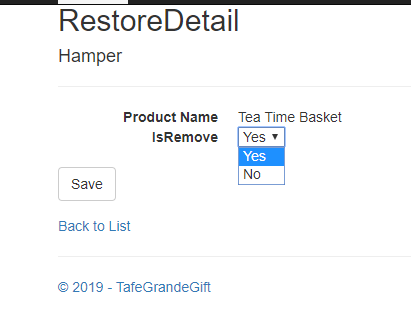 RestoreDetail
Hamper
Product Name Tea Time Basket
IsRemove Yes
Yes
No
Save
Back to List
© 2019 - TafeGrandeGift